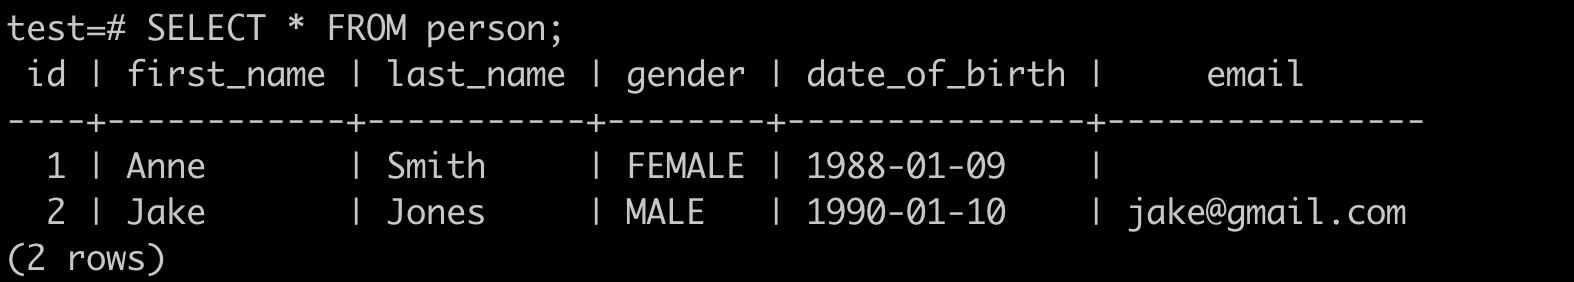 test=# SELECT * FROM person;
 id | first_name | last_name | gender | date_of_birth |     email
----+------------+-----------+--------+---------------+----------------
  1 | Anne       | Smith     | FEMALE | 1988-01-09    |
  2 | Jake       | Jones     | MALE   | 1990-01-10    | jake@gmail.com
(2 rows)